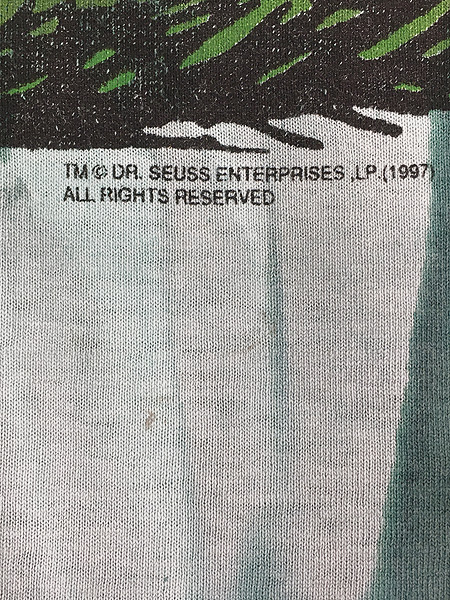 TM © DR. SEUSS ENTERPRISES ,LP.(1997)
ALL RIGHTS RESERVED